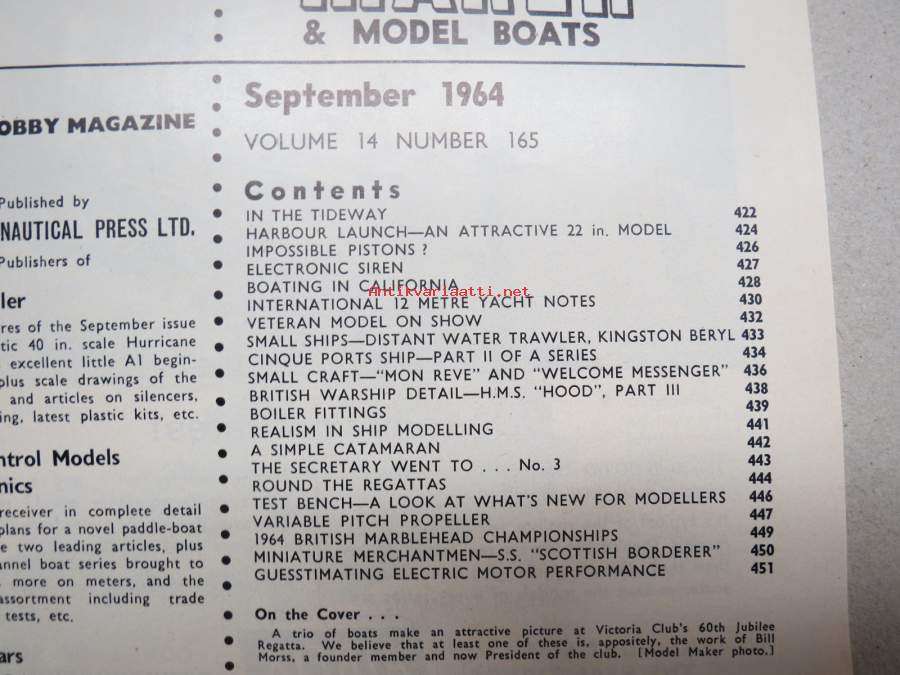 & MODEL BOATS
OBBY MAGAZINE
Published by
NAUTICAL PRESS LTD.
Publishers of
ller
res of the September issue
tic 40 in. scale Hurricane
excellent little A1 begin-
plus scale drawings of the
and articles on silencers,
ing, latest plastic kits, etc.
ntrol Models
nics
receiver in complete detail
plans for a novel paddle-boat
e two leading articles, plus
annel boat series brought to
more on meters, and the
assortment including trade
tests, etc.
ars
September 1964
VOLUME 14 NUMBER 165
Contents
IN THE TIDEWAY 422
HARBOUR LAUNCH—AN ATTRACTIVE 22 in. MODEL 424
IMPOSSIBLE PISTONS ? 426
ELECTRONIC SIREN 427
BOATING IN CALIFORNIA 428
Antikvariaatti.net
INTERNATIONAL 12 METRE YACHT NOTES 430
VETERAN MODEL ON SHOW 432
SMALL SHIPS—DISTANT WATER TRAWLER, KINGSTON BERYL 433
CINQUE PORTS SHIP—PART II OF A SERIES 434
SMALL CRAFT—"MON REVE" AND "WELCOME MESSENGER" 436
BRITISH WARSHIP DETAIL—H.M.S. "HOOD", PART III 438
BOILER FITTINGS 439
REALISM IN SHIP MODELLING 441
A SIMPLE CATAMARAN 442
THE SECRETARY WENT TO . . . No. 3 443
ROUND THE REGATTAS 444
TEST BENCH—A LOOK AT WHAT'S NEW FOR MODELLERS 446
VARIABLE PITCH PROPELLER 447
1964 BRITISH MARBLEHEAD CHAMPIONSHIPS 449
MINIATURE MERCHANTMEN—S.S. "SCOTTISH BORDERER" 450
GUESSTIMATING ELECTRIC MOTOR PERFORMANCE 451
On the Cover . . .
A trio of boats make an attractive picture at Victoria Club's 60th Jubilee
Regatta. We believe that at least one of these is, appositely, the work of Bill
Morss, a founder member and now President of the club. [Model Maker photo.]